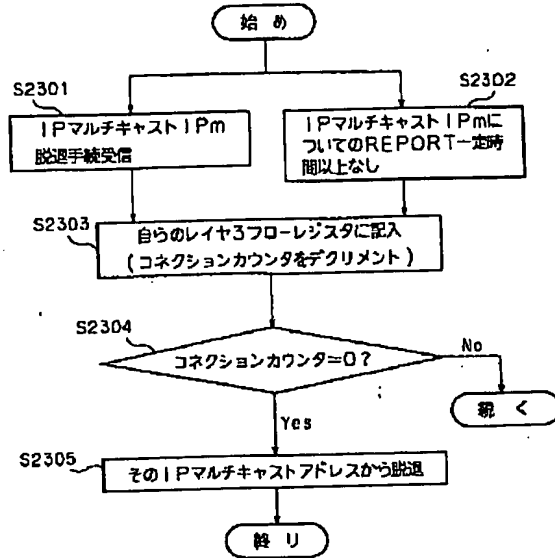 始め
S2301
IPマルチキャストIPm
脱退手続受信
S2302
IPマルチキャストIPmに
ついてのREPORT一定時
間以上なし
S2303
自らのレイヤ3フローレジスタに記入
(コネクションカウンタをデクリメント)
S2304
コネクションカウンタ=0?
No
続く
Yes
S2305
そのIPマルチキャストアドレスから脱退
終り